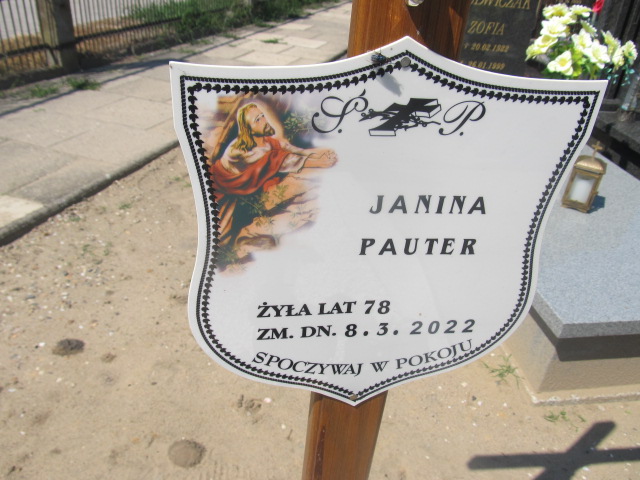 ZOFIA
Ś. P.
JANINA
PAUTER
ŻYŁA LAT 78
ZM. DN. 8.3.2022
SPOCZYWAJ W POKOJU